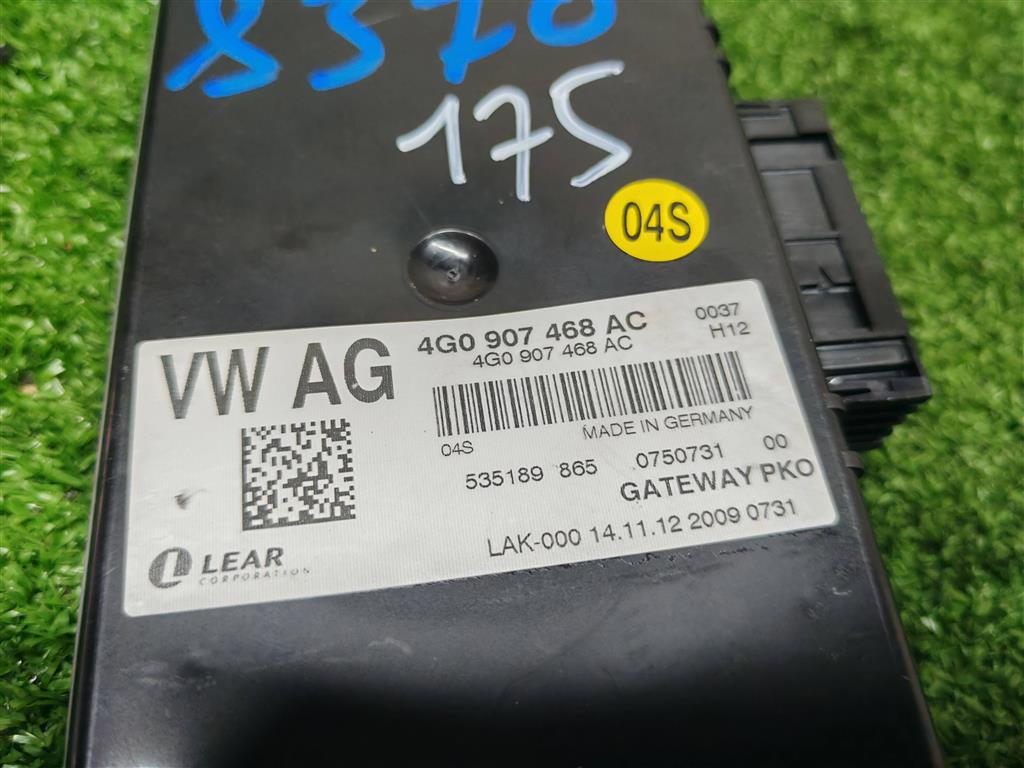 8370
175
04S
VW AG
4G0 907 468 AC
4G0 907 468 AC
0037
H12
04S
MADE IN GERMANY
535189 865 0750731 00
GATEWAY PKO
LAK-000 14.11.12 2009 0731
LEAR
CORPORATION